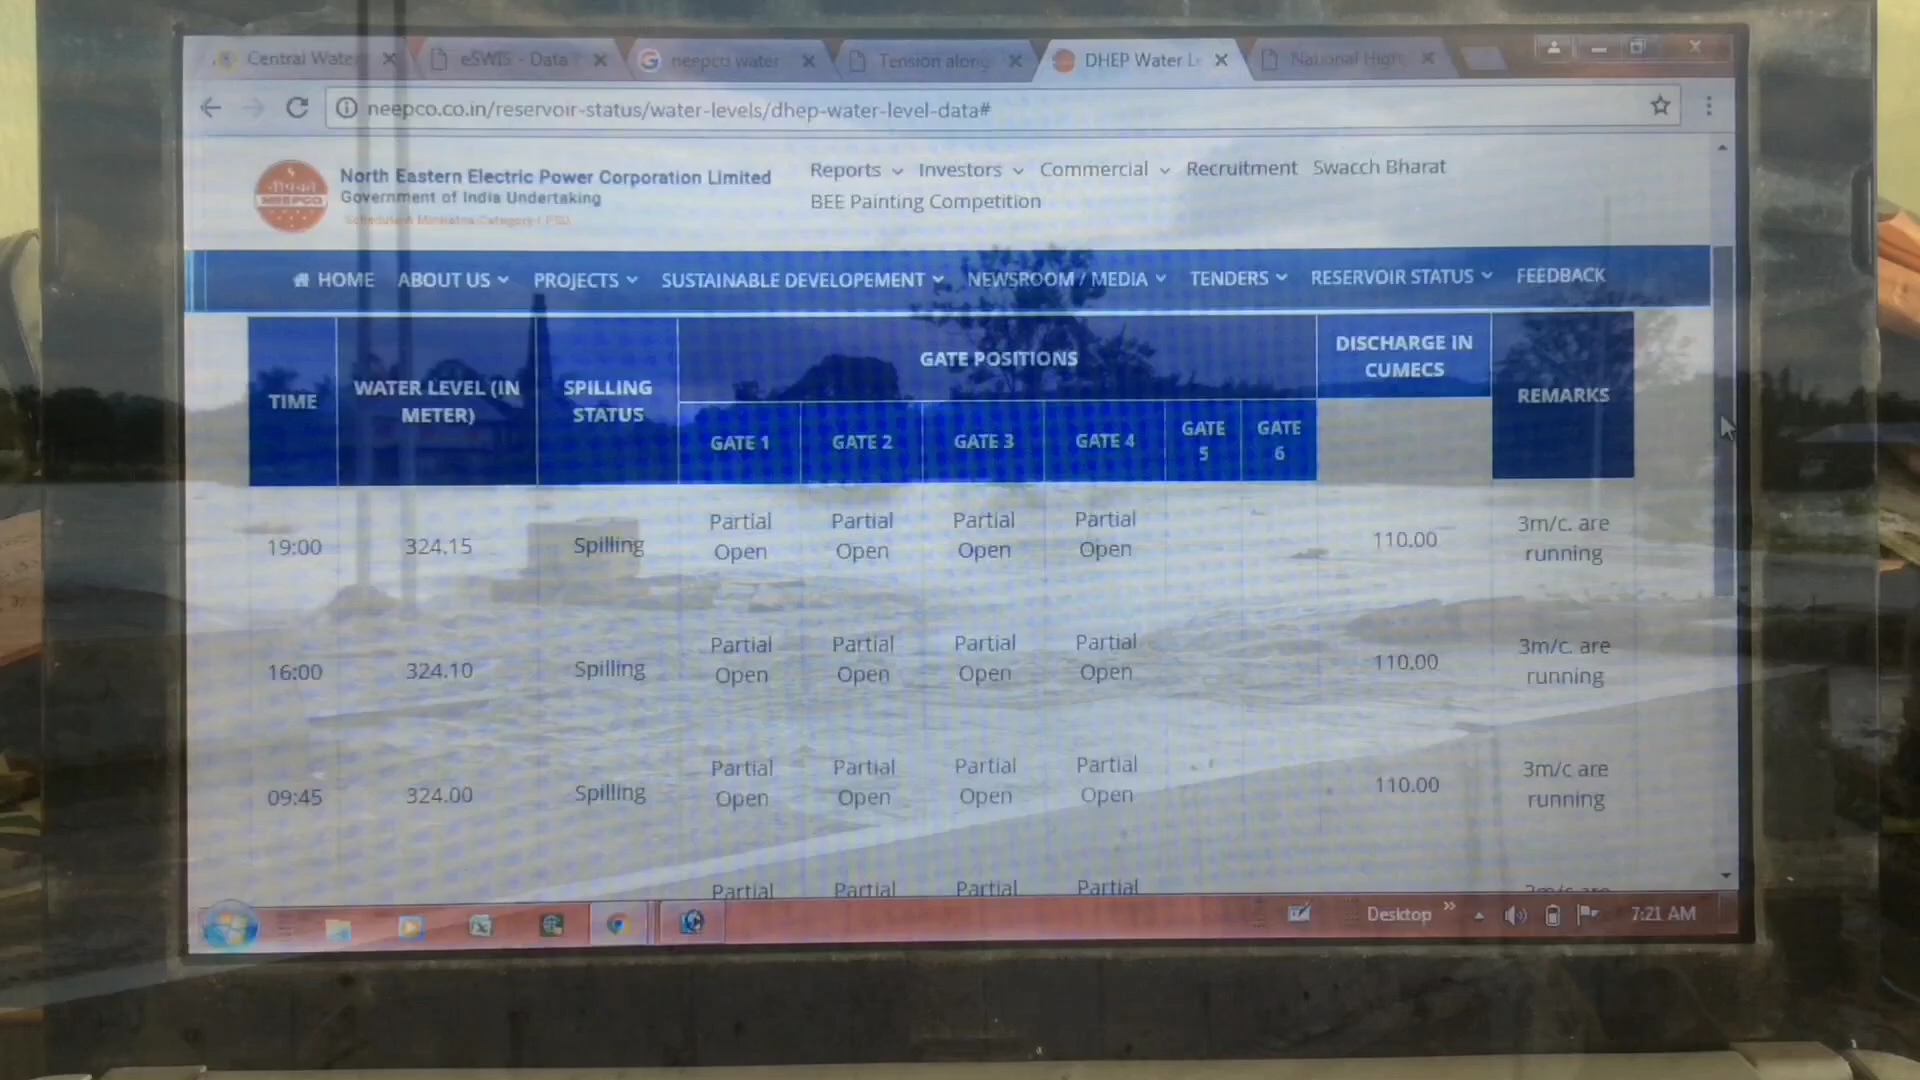 Central Wate
eSWIS - Data
neepco water
Tension along
DHEP Water L
National High
neepco.co.in/reservoir-status/water-levels/dhep-water-level-data#
नीपको
NEEPCO
North Eastern Electric Power Corporation Limited
Government of India Undertaking
Reports Investors Commercial Recruitment Swacch Bharat
BEE Painting Competition
HOME ABOUT US PROJECTS SUSTAINABLE DEVELOPEMENT NEWSROOM / MEDIA TENDERS RESERVOIR STATUS FEEDBACK
TIME
WATER LEVEL (IN
METER)
SPILLING
STATUS
GATE POSITIONS
DISCHARGE IN
CUMECS
REMARKS
GATE 1
GATE 2
GATE 3
GATE 4
GATE
5
GATE
6
19:00
324.15
Spilling
Partial
Open
Partial
Open
Partial
Open
Partial
Open
110.00
3m/c. are
running
16:00
324.10
Spilling
Partial
Open
Partial
Open
Partial
Open
Partial
Open
110.00
3m/c. are
running
09:45
324.00
Spilling
Partial
Open
Partial
Open
Partial
Open
Partial
Open
110.00
3m/c are
running
Partial
Partial
Partial
Partial
Desktop
7:21 AM